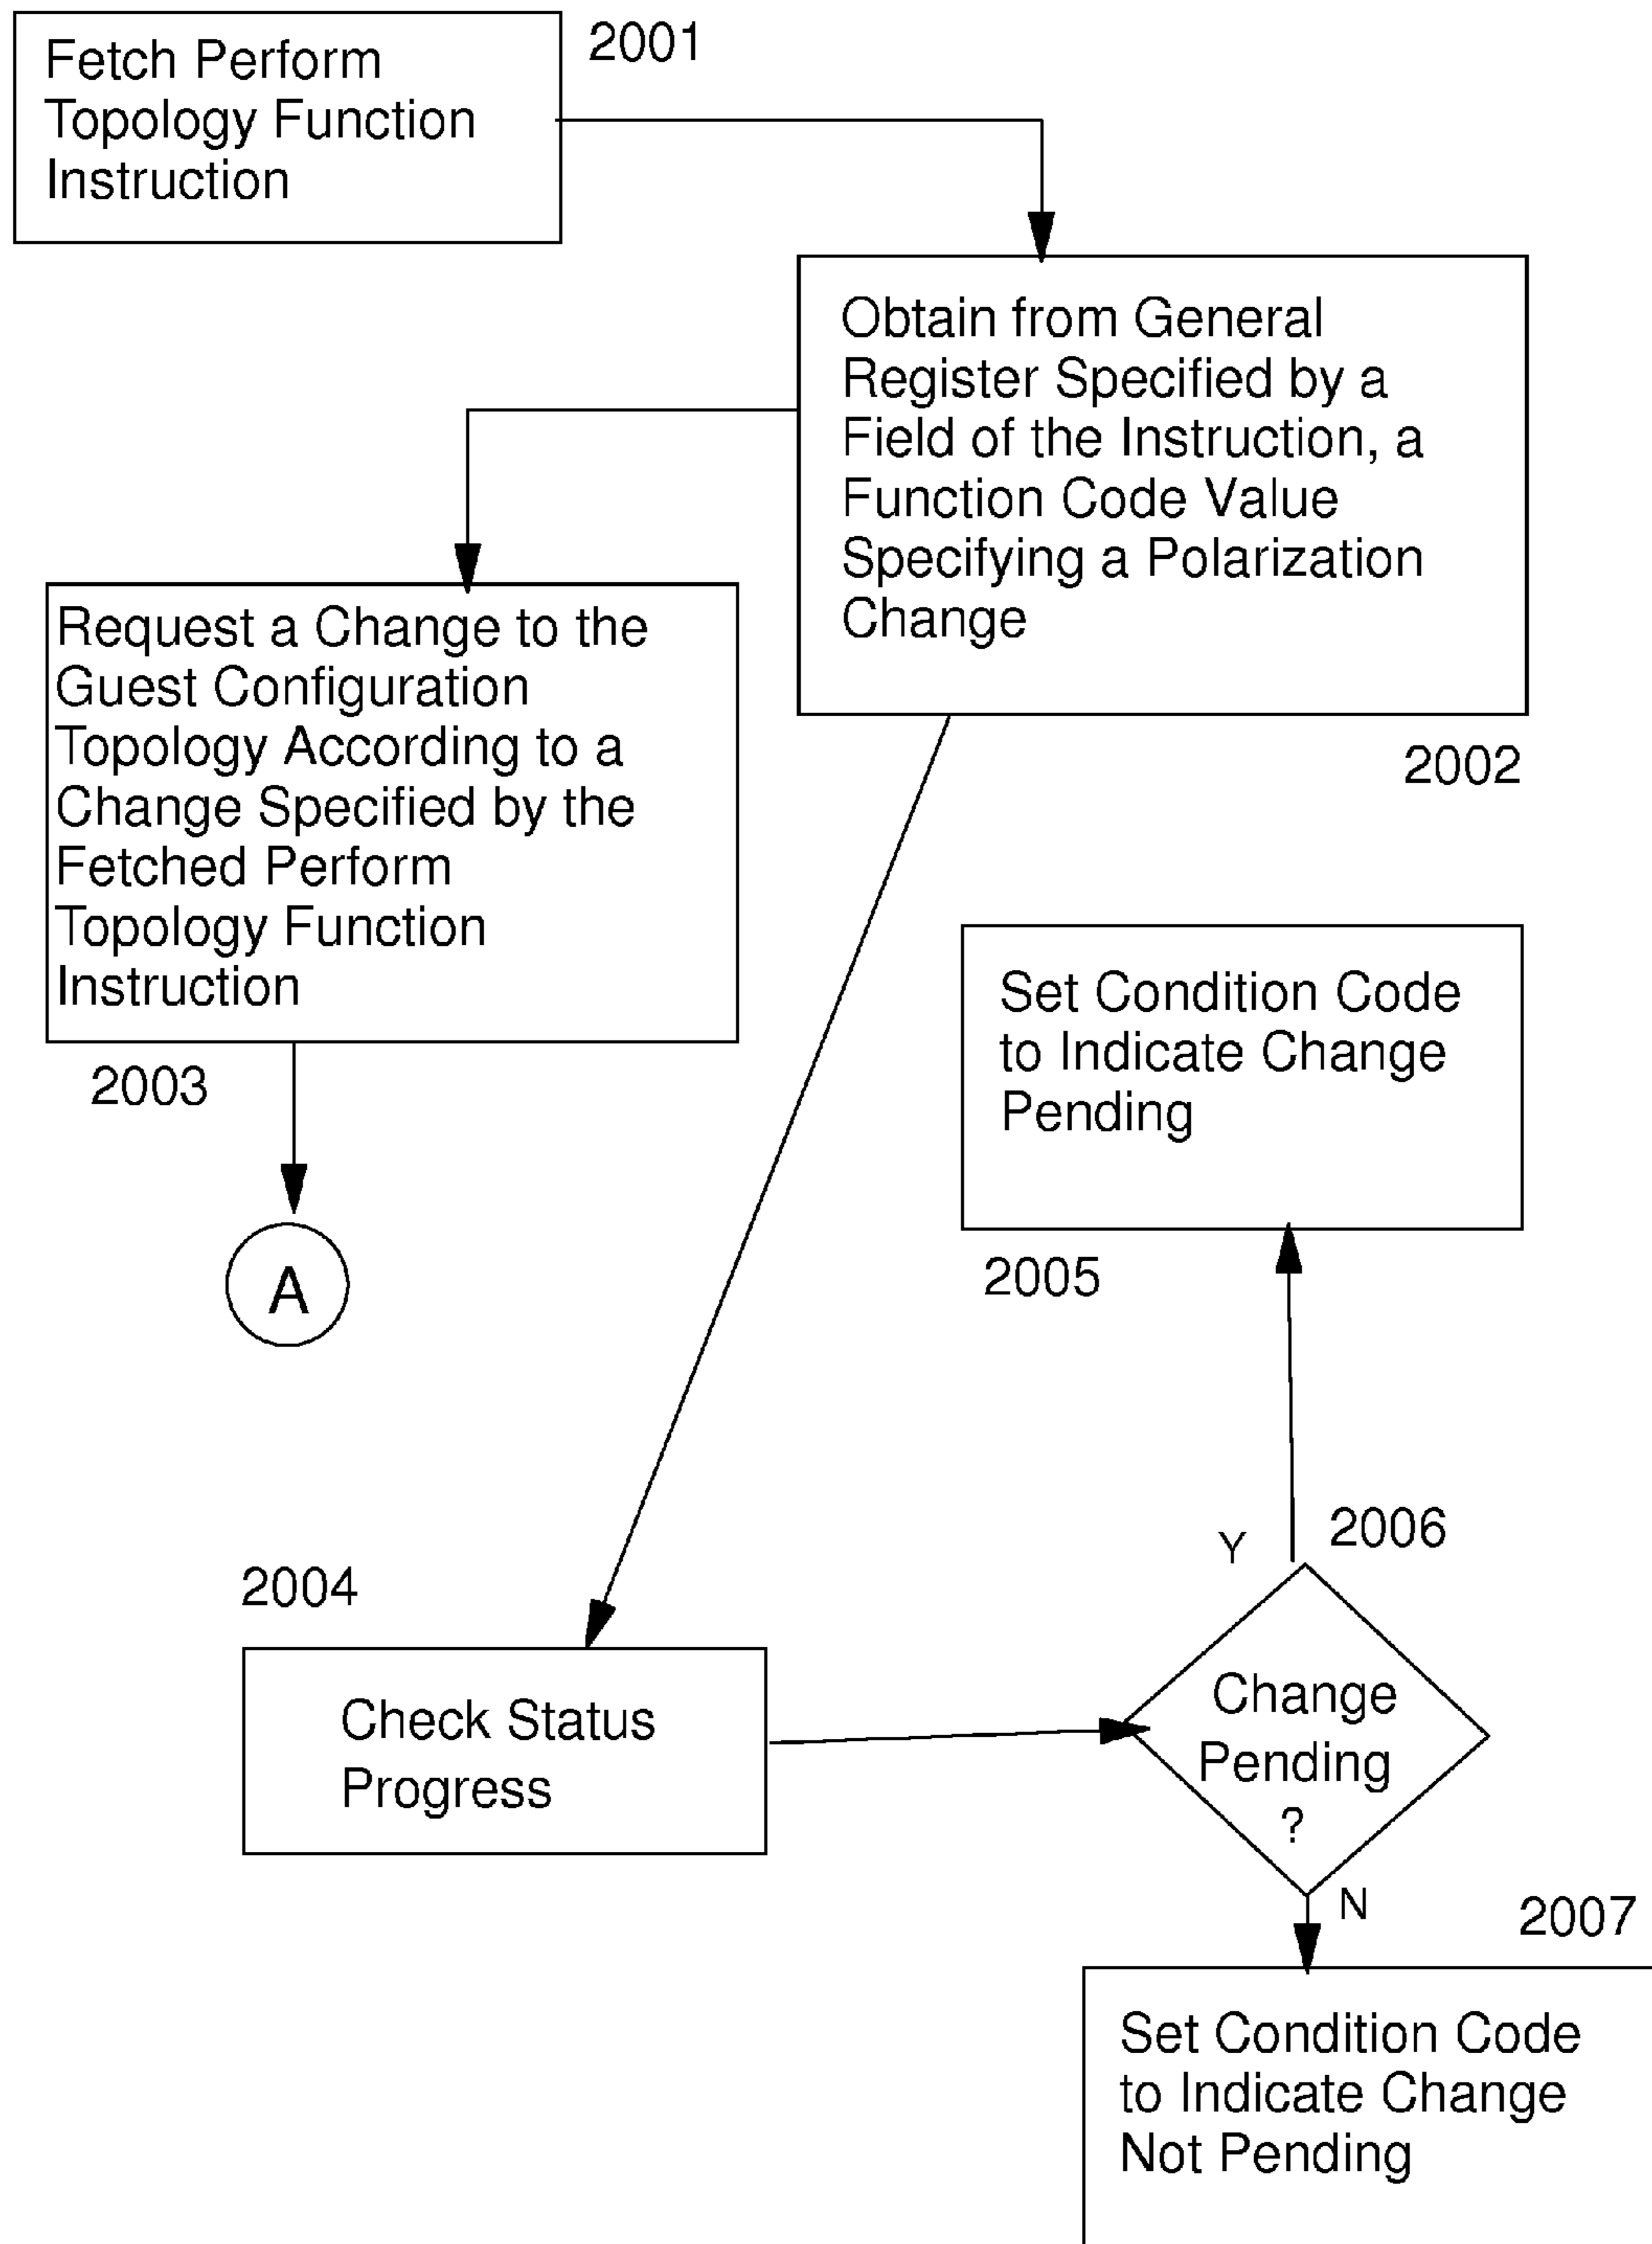 Fetch Perform
Topology Function
Instruction
2001
Obtain from General
Register Specified by a
Field of the Instruction, a
Function Code Value
Specifying a Polarization
Change
2002
Request a Change to the
Guest Configuration
Topology According to a
Change Specified by the
Fetched Perform
Topology Function
Instruction
2003
A
Set Condition Code
to Indicate Change
Pending
2005
2004
Check Status
Progress
Y
2006
Change
Pending
?
N
2007
Set Condition Code
to Indicate Change
Not Pending